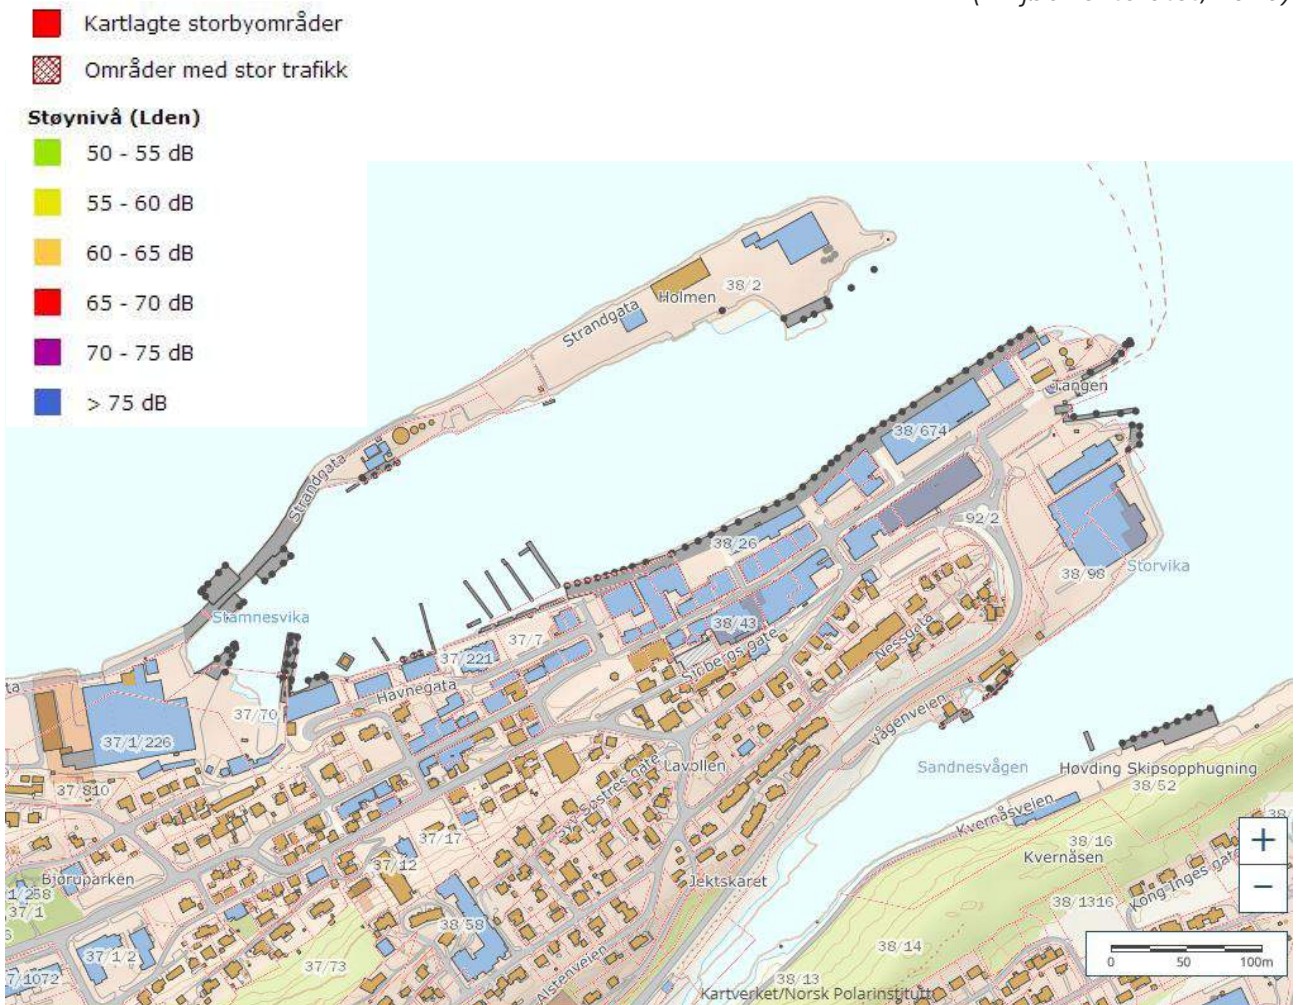 Kartlagte storbyområder
Områder med stor trafikk
Støynivå (Lden)
50 - 55 dB
55 - 60 dB
60 - 65 dB
65 - 70 dB
70 - 75 dB
> 75 dB
38/2
Holmen
Strandgata
Tangen
38/674
Strandgata
92/2
38/26
Storvika
38/98
Stamnesvika
38/43
37/7
37/221
Nessgata
Havnegata
37/70
Vågenveien
37/1/226
Lavollen
Sandnesvågen
Høvding Skipsopphugning
38/52
37/810
Kvernåsveien
37/17
38/16
Kvernåsen
37/12
Bjøruparken
Jektskaret
Kong Inges gate
37/1
38/1316
38/58
38/14
37/1/2
37/73
Alstenveien
38/13
+
−
0 50 100m
Kartverket/Norsk Polarinstitutt